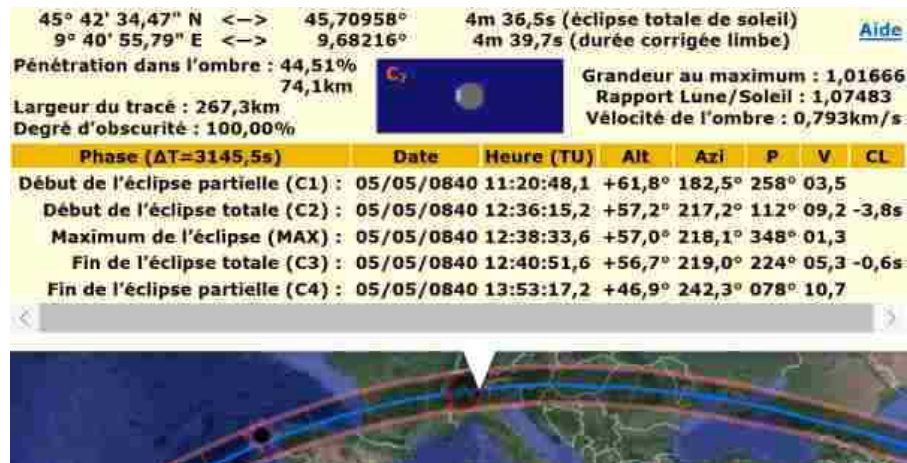 45° 42' 34,47" N <—> 45,70958° 4m 36,5s (éclipse totale de soleil)
9° 40' 55,79" E <—> 9,68216° 4m 39,7s (durée corrigée limbe)
Aide
Pénétration dans l'ombre : 44,51%
74,1km
Largeur du tracé : 267,3km
Degré d'obscurité : 100,00%
C₂
Grandeur au maximum : 1,01666
Rapport Lune/Soleil : 1,07483
Vélocité de l'ombre : 0,793km/s
Phase (ΔT=3145,5s) Date Heure (TU) Alt Azi P V CL
Début de l'éclipse partielle (C1) : 05/05/0840 11:20:48,1 +61,8° 182,5° 258° 03,5
Début de l'éclipse totale (C2) : 05/05/0840 12:36:15,2 +57,2° 217,2° 112° 09,2 -3,8s
Maximum de l'éclipse (MAX) : 05/05/0840 12:38:33,6 +57,0° 218,1° 348° 01,3
Fin de l'éclipse totale (C3) : 05/05/0840 12:40:51,6 +56,7° 219,0° 224° 05,3 -0,6s
Fin de l'éclipse partielle (C4) : 05/05/0840 13:53:17,2 +46,9° 242,3° 078° 10,7